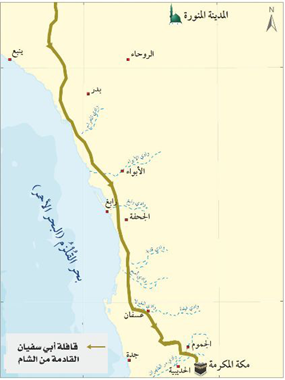 N
المدينة المنورة
الروحاء
ينبع
بدر
الأبواء
رابغ
الجحفة
بحر القُلْزُم (البحر الأحمر)
عسفان
الجموم
مكة المكرمة
الحديبية
جدة
قافلة أبي سفيان
القادمة من الشام